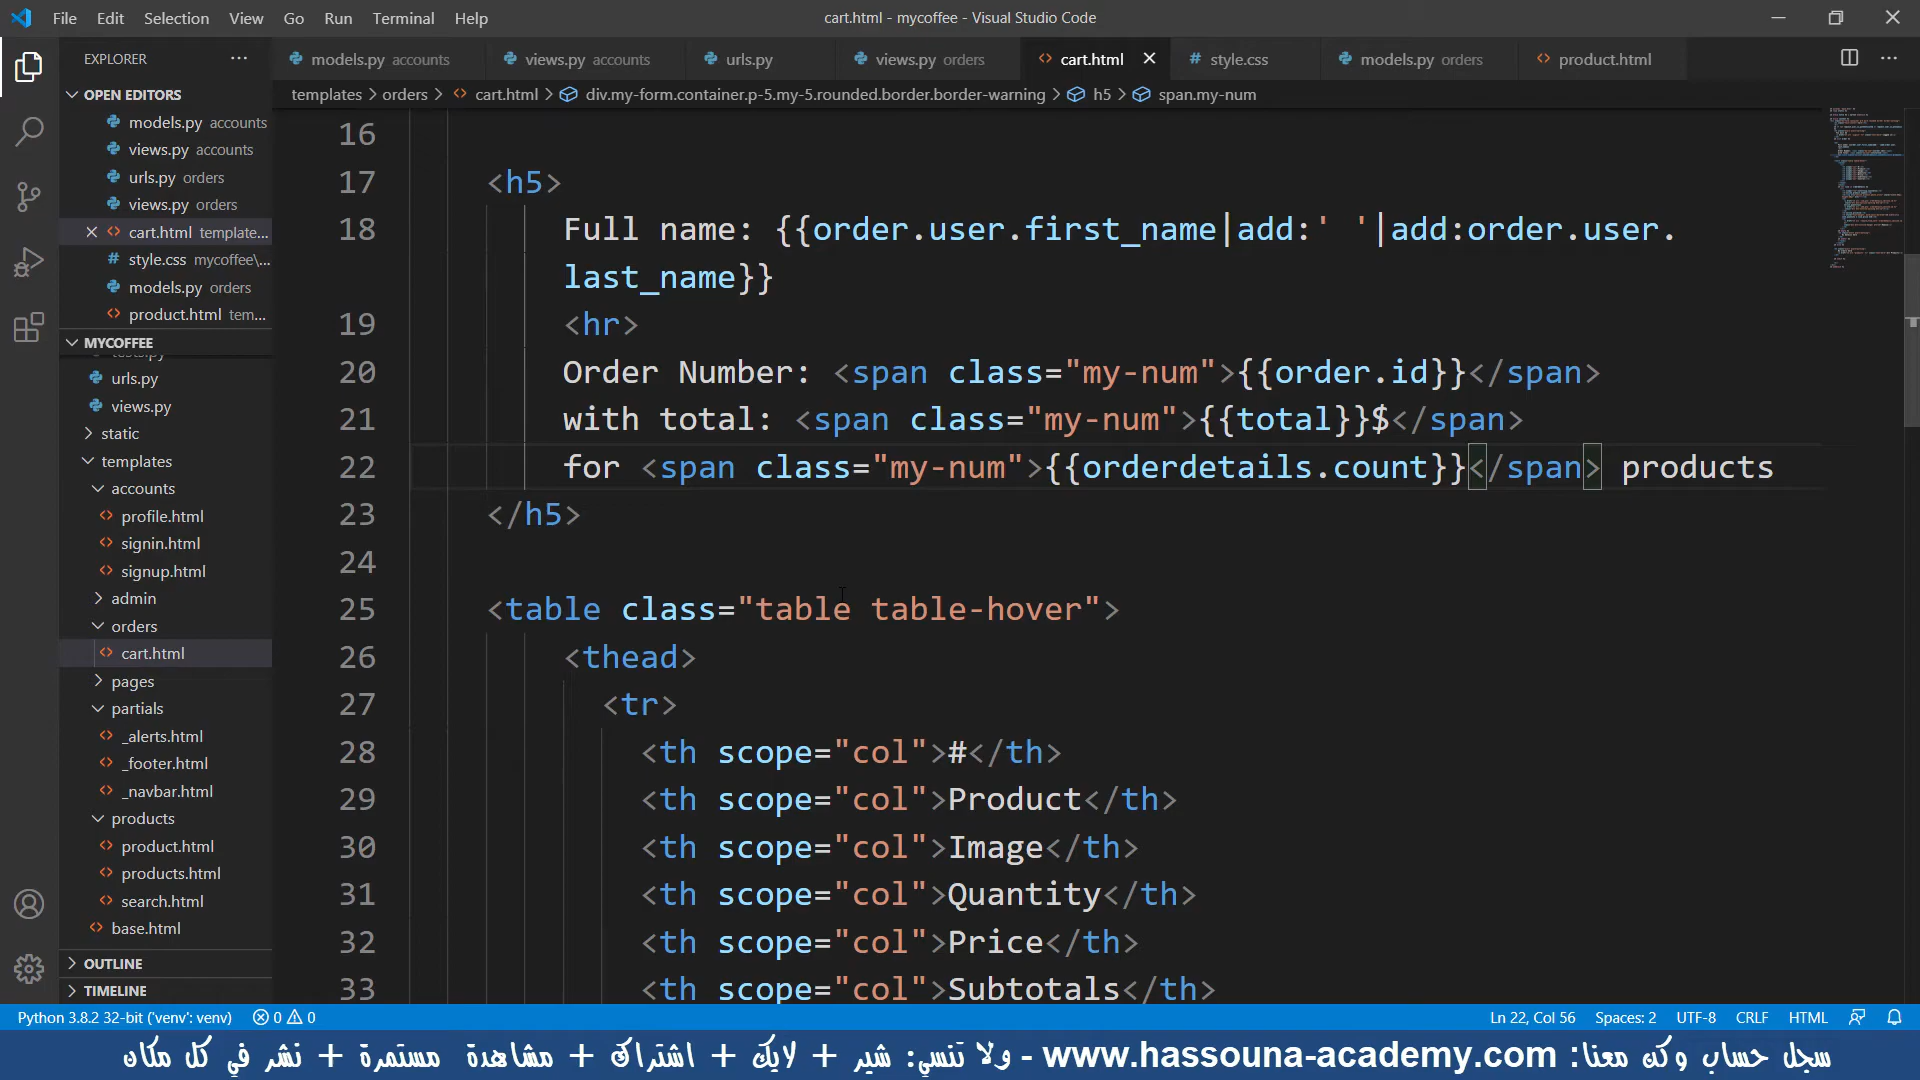 File Edit Selection View Go Run Terminal Help
cart.html - mycoffee - Visual Studio Code
EXPLORER
models.py accounts
views.py accounts
urls.py
views.py orders
cart.html
style.css
models.py orders
product.html
OPEN EDITORS
templates > orders > cart.html > div.my-form.container.p-5.my-5.rounded.border.border-warning > h5 > span.my-num
models.py accounts
views.py accounts
urls.py orders
views.py orders
cart.html template...
style.css mycoffee\...
models.py orders
product.html tem...
MYCOFFEE
tests.py
urls.py
views.py
static
templates
accounts
profile.html
signin.html
signup.html
admin
orders
cart.html
pages
partials
_alerts.html
_footer.html
_navbar.html
products
product.html
products.html
search.html
base.html
OUTLINE
TIMELINE
16
17 <h5>
18 Full name: {{order.user.first_name|add:' '|add:order.user.
last_name}}
19 <hr>
20 Order Number: <span class="my-num">{{order.id}}</span>
21 with total: <span class="my-num">{{total}}$</span>
22 for <span class="my-num">{{orderdetails.count}}</span> products
23 </h5>
24
25 <table class="table table-hover">
26 <thead>
27 <tr>
28 <th scope="col">#</th>
29 <th scope="col">Product</th>
30 <th scope="col">Image</th>
31 <th scope="col">Quantity</th>
32 <th scope="col">Price</th>
33 <th scope="col">Subtotals</th>
Python 3.8.2 32-bit ('venv': venv) 0 0 Ln 22, Col 56 Spaces: 2 UTF-8 CRLF HTML
سجل حساب وكن معنا: www.hassouna-academy.com - ولا تنسي: شير + لايك + اشتراك + مشاهدة مستمرة + نشر في كل مكان